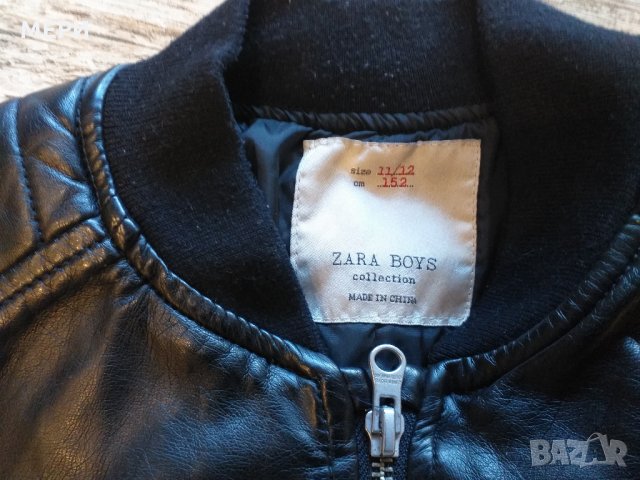 МЕРИ
size 11/12
cm 152
ZARA BOYS
collection
MADE IN CHINA
BAZAR